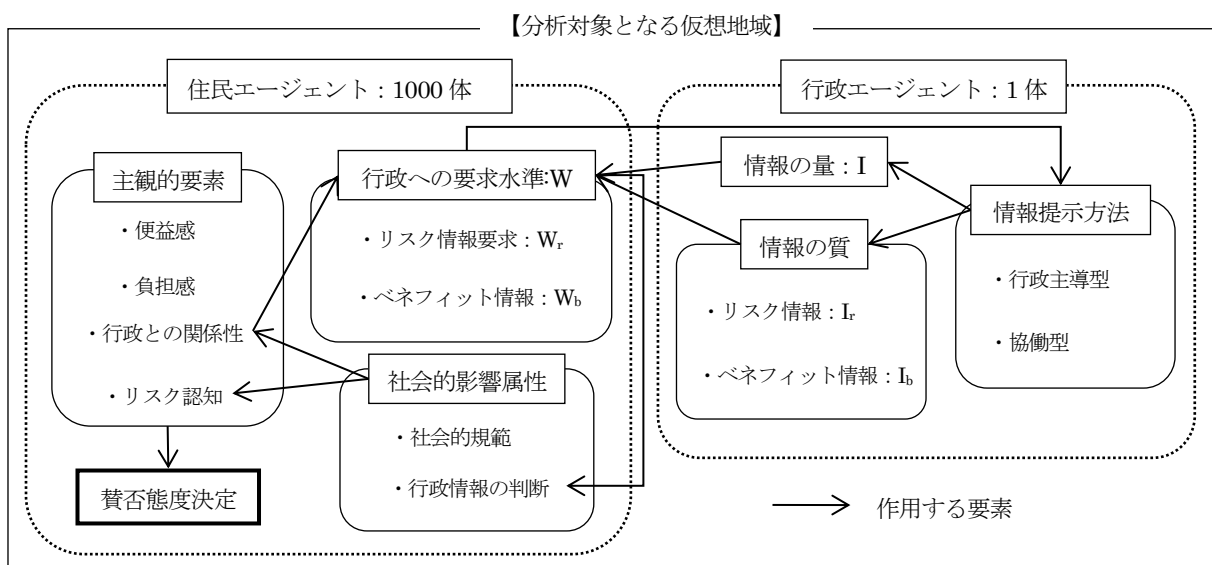 【分析対象となる仮想地域】
住民エージェント：1000 体
主観的要素
・便益感
・負担感
・行政との関係性
・リスク認知
賛否態度決定
行政への要求水準:W
・リスク情報要求：Wr
・ベネフィット情報：Wb
社会的影響属性
・社会的規範
・行政情報の判断
行政エージェント：1 体
情報の量：I
情報の質
・リスク情報：Ir
・ベネフィット情報：Ib
情報提示方法
・行政主導型
・協働型
作用する要素